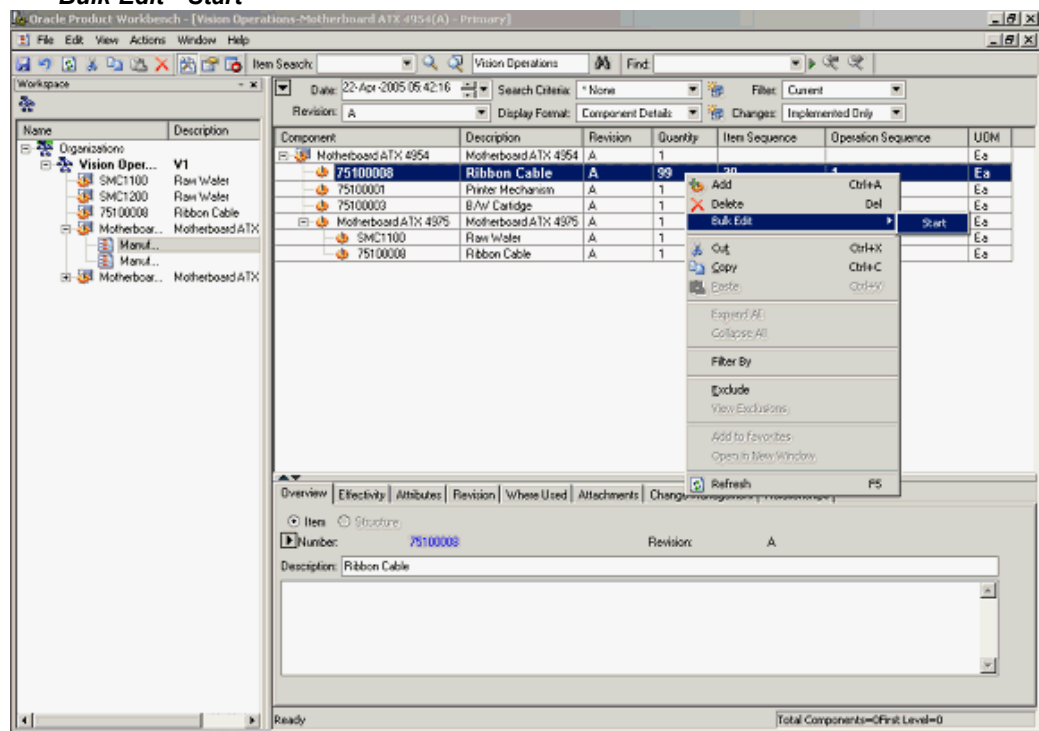 Bulk Edit - Start
Oracle Product Workbench - [Vision Operations-Motherboard ATX 4954(A) - Primary]
File Edit View Actions Window Help
Item Search: Vision Operations Find:
Workspace
Date: 22-Apr-2005 05:42:16 Search Criteria: * None Filter: Current
Revision: A Display Format: Component Details Changes: Implemented Only
Name Description
Component Description Revision Quantity Item Sequence Operation Sequence UOM
Organizations
Vision Oper... V1
SMC1100 Raw Wafer
SMC1200 Raw Wafer
75100008 Ribbon Cable
Motherboar... Motherboard ATX
Manuf...
Manuf...
Motherboar... Motherboard ATX
Motherboard ATX 4954 Motherboard ATX 4954 A 1 Ea
75100008 Ribbon Cable A 99 30 1 Ea
75100001 Printer Mechanism A 1 Ea
75100003 B/W Cartidge A 1 Ea
Motherboard ATX 4975 Motherboard ATX 4975 A 1 Ea
SMC1100 Raw Wafer A 1 Ea
75100008 Ribbon Cable A 1 Ea
Add Ctrl+A
Delete Del
Bulk Edit Start
Cut Ctrl+X
Copy Ctrl+C
Paste Ctrl+V
Expand All
Collapse All
Filter By
Exclude
View Exclusions
Add to favorites
Open in New Window
Refresh F5
Overview Effectivity Attributes Revision Where Used Attachments
Item Structure
Number: 75100008 Revision: A
Description: Ribbon Cable
Ready Total Components=0First Level=0